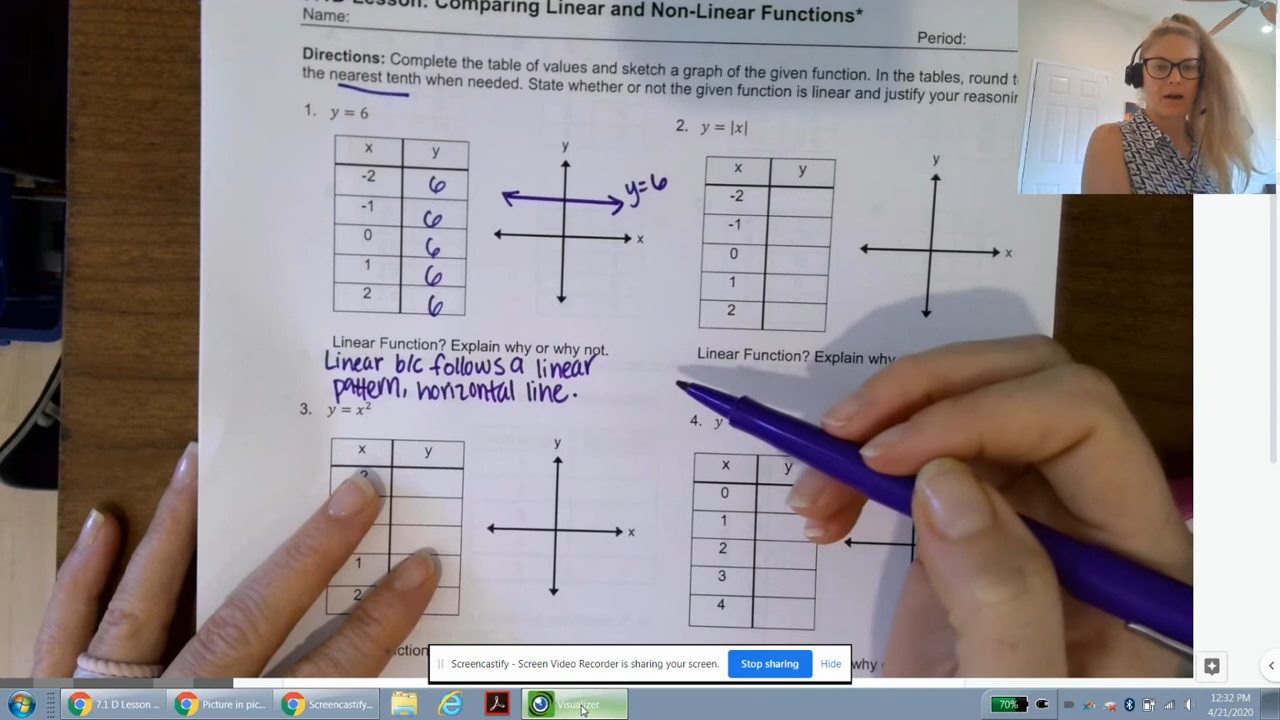 Lesson: Comparing Linear and Non-Linear Functions*
Name:
Period:
Directions: Complete the table of values and sketch a graph of the given function. In the tables, round
the nearest tenth when needed. State whether or not the given function is linear and justify your
1. y = 6
x y
-2 6
-1 6
0 6
1 6
2 6
y
x
y=6
Linear Function? Explain why or why not.
Linear b/c follows a linear
pattern, horizontal line.
2. y = |x|
x y
-2
-1
0
1
2
y
x
Linear Function? Explain why
3. y = x²
x y
1
2
y
x
4. y
x y
0
1
2
3
4
why
Screencastify - Screen Video Recorder is sharing your screen.
Stop sharing
Hide
7.1 D Lesson ...
Picture in pic...
Screencastify...
Visualizer
70%
12:32 PM
4/21/2020